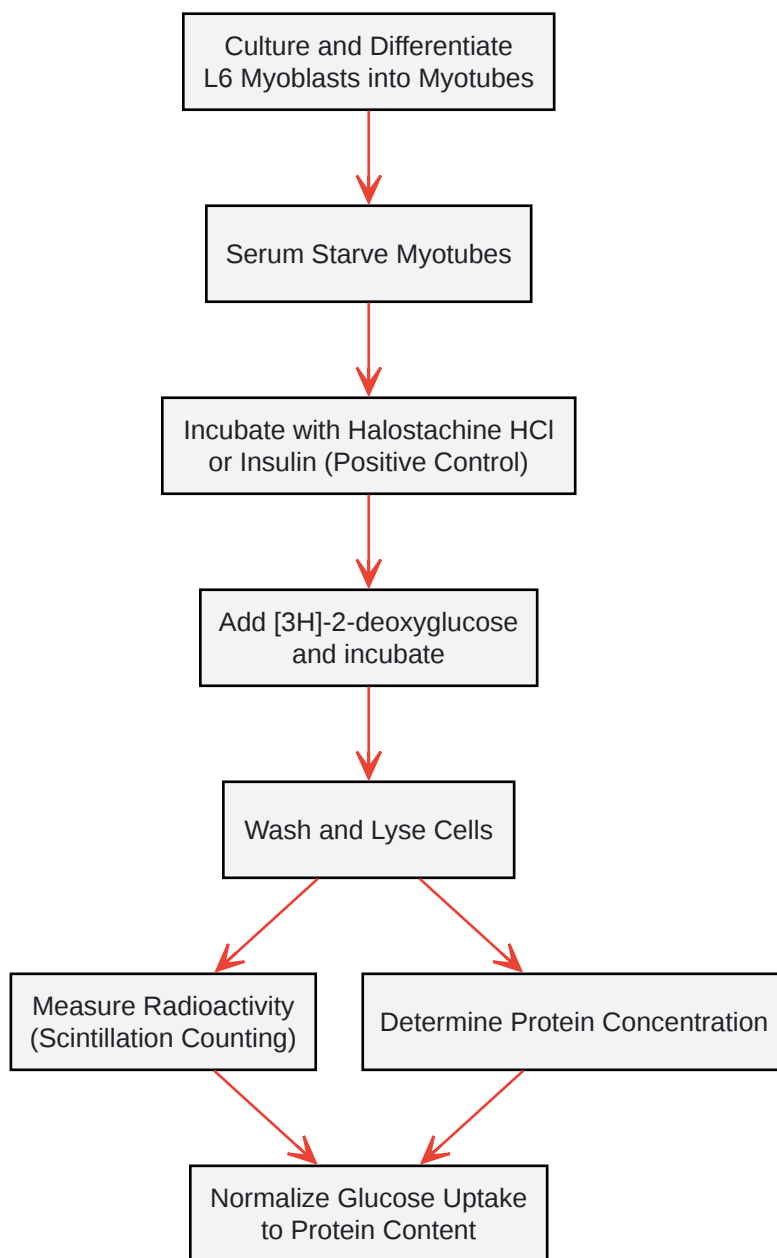 Culture and Differentiate
L6 Myoblasts into Myotubes
Serum Starve Myotubes
Incubate with Halostachine HCl
or Insulin (Positive Control)
Add [3H]-2-deoxyglucose
and incubate
Wash and Lyse Cells
Measure Radioactivity
(Scintillation Counting)
Determine Protein Concentration
Normalize Glucose Uptake
to Protein Content